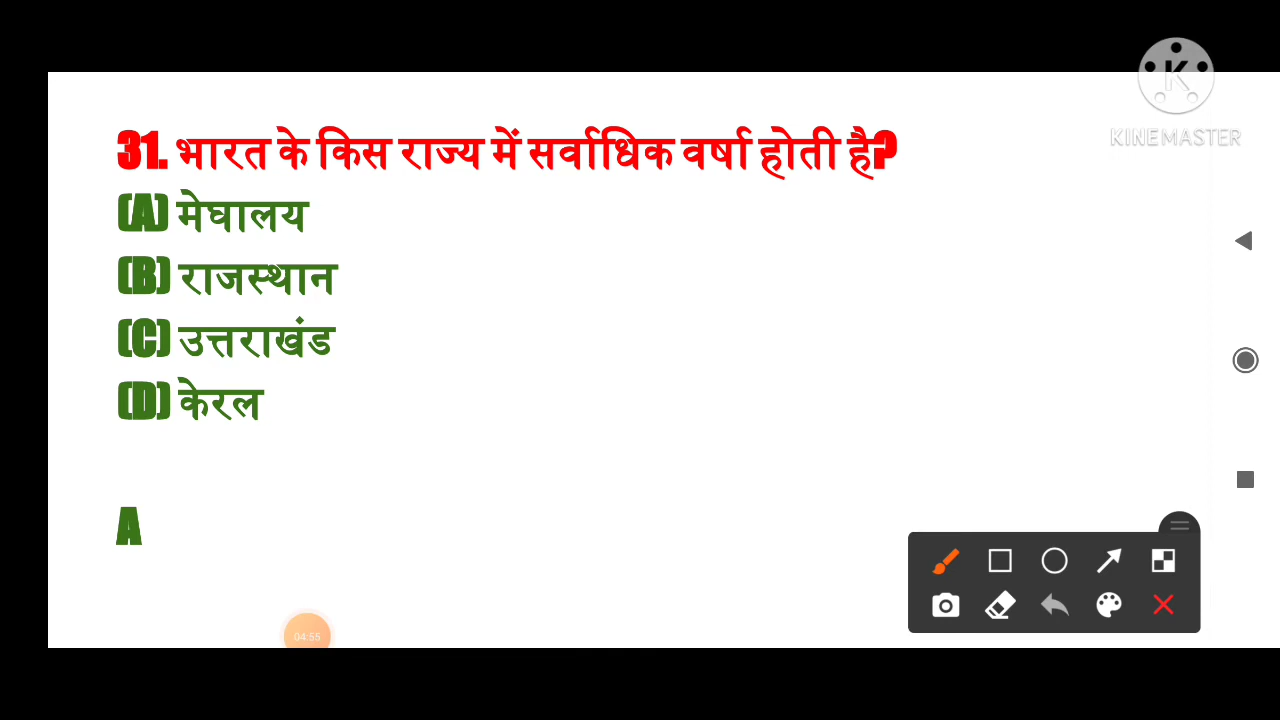 31. भारत के किस राज्य में सर्वाधिक वर्षा होती है?
(A) मेघालय
(B) राजस्थान
(C) उत्तराखंड
(D) केरल
A
04:55
K
KINEMASTER